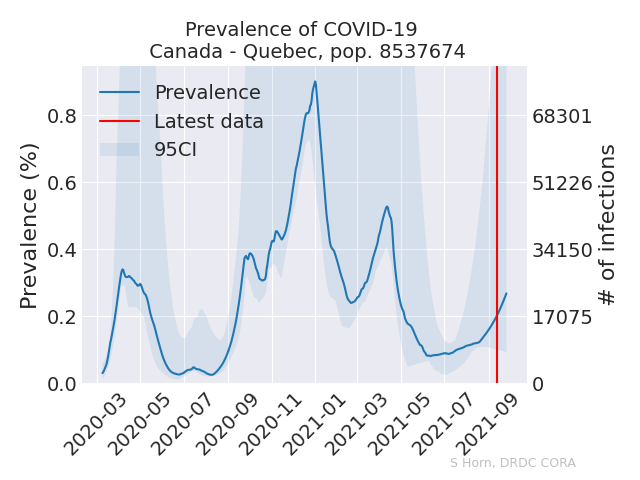 Prevalence of COVID-19
Canada - Quebec, pop. 8537674
Prevalence
Latest data
95CI
Prevalence (%)
0.8
0.6
0.4
0.2
0.0
68301
51226
34150
17075
0
# of infections
2020-03
2020-05
2020-07
2020-09
2020-11
2021-01
2021-03
2021-05
2021-07
2021-09
S Horn, DRDC CORA